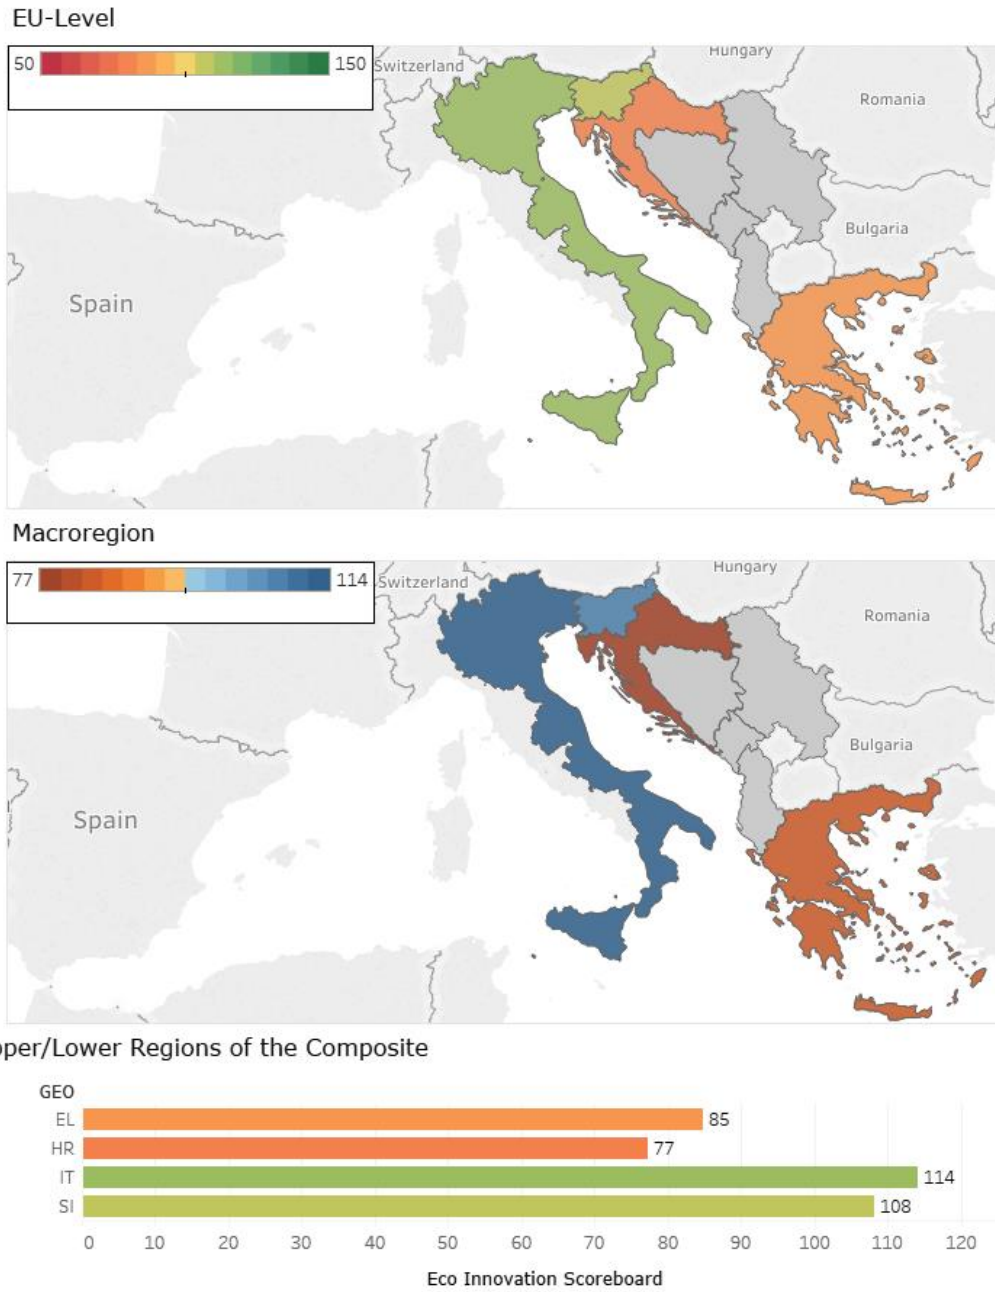 EU-Level
50 150
Switzerland
Hungary
Romania
Bulgaria
Spain
Macroregion
77 114
Switzerland
Hungary
Romania
Bulgaria
Spain
Regions of the Composite
GEO
EL 85
HR 77
IT 114
SI 108
0 10 20 30 40 50 60 70 80 90 100 110 120
Eco Innovation Scoreboard